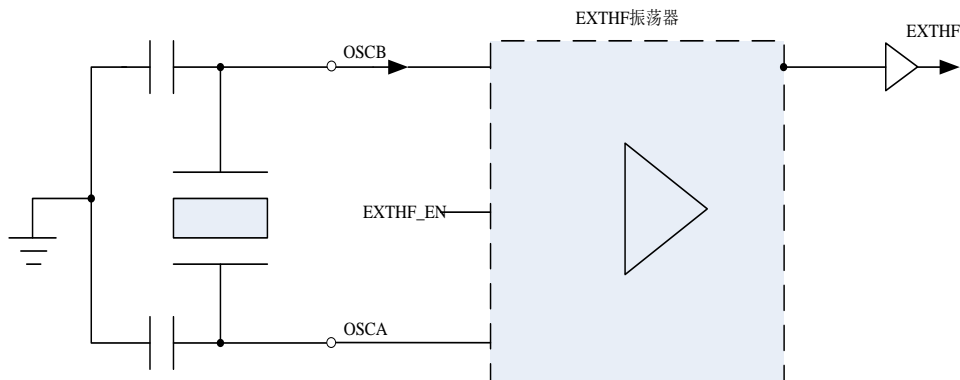 EXTHF振荡器
EXTHF
OSCB
EXTHF_EN
OSCA